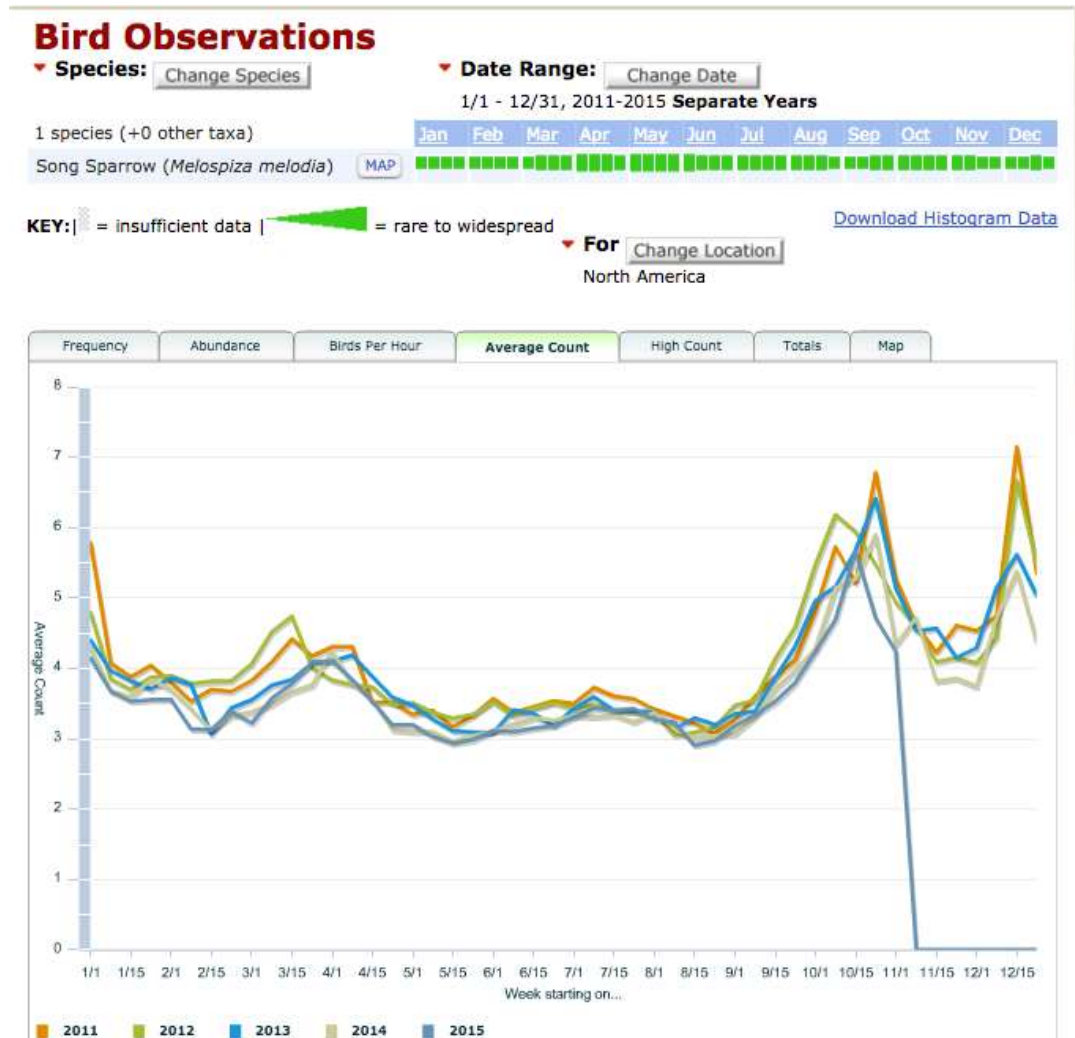 Bird Observations
Species: Change Species
Date Range: Change Date
1/1 - 12/31, 2011-2015 Separate Years
1 species (+0 other taxa) Jan Feb Mar Apr May Jun Jul Aug Sep Oct Nov Dec
Song Sparrow (Melospiza melodia) MAP
KEY:| = insufficient data | = rare to widespread
Download Histogram Data
For Change Location
North America
Frequency Abundance Birds Per Hour Average Count High Count Totals Map
8
7
6
5
4
3
2
1
0
Average Count
1/1 1/15 2/1 2/15 3/1 3/15 4/1 4/15 5/1 5/15 6/1 6/15 7/1 7/15 8/1 8/15 9/1 9/15 10/1 10/15 11/1 11/15 12/1 12/15
Week starting on...
2011 2012 2013 2014 2015